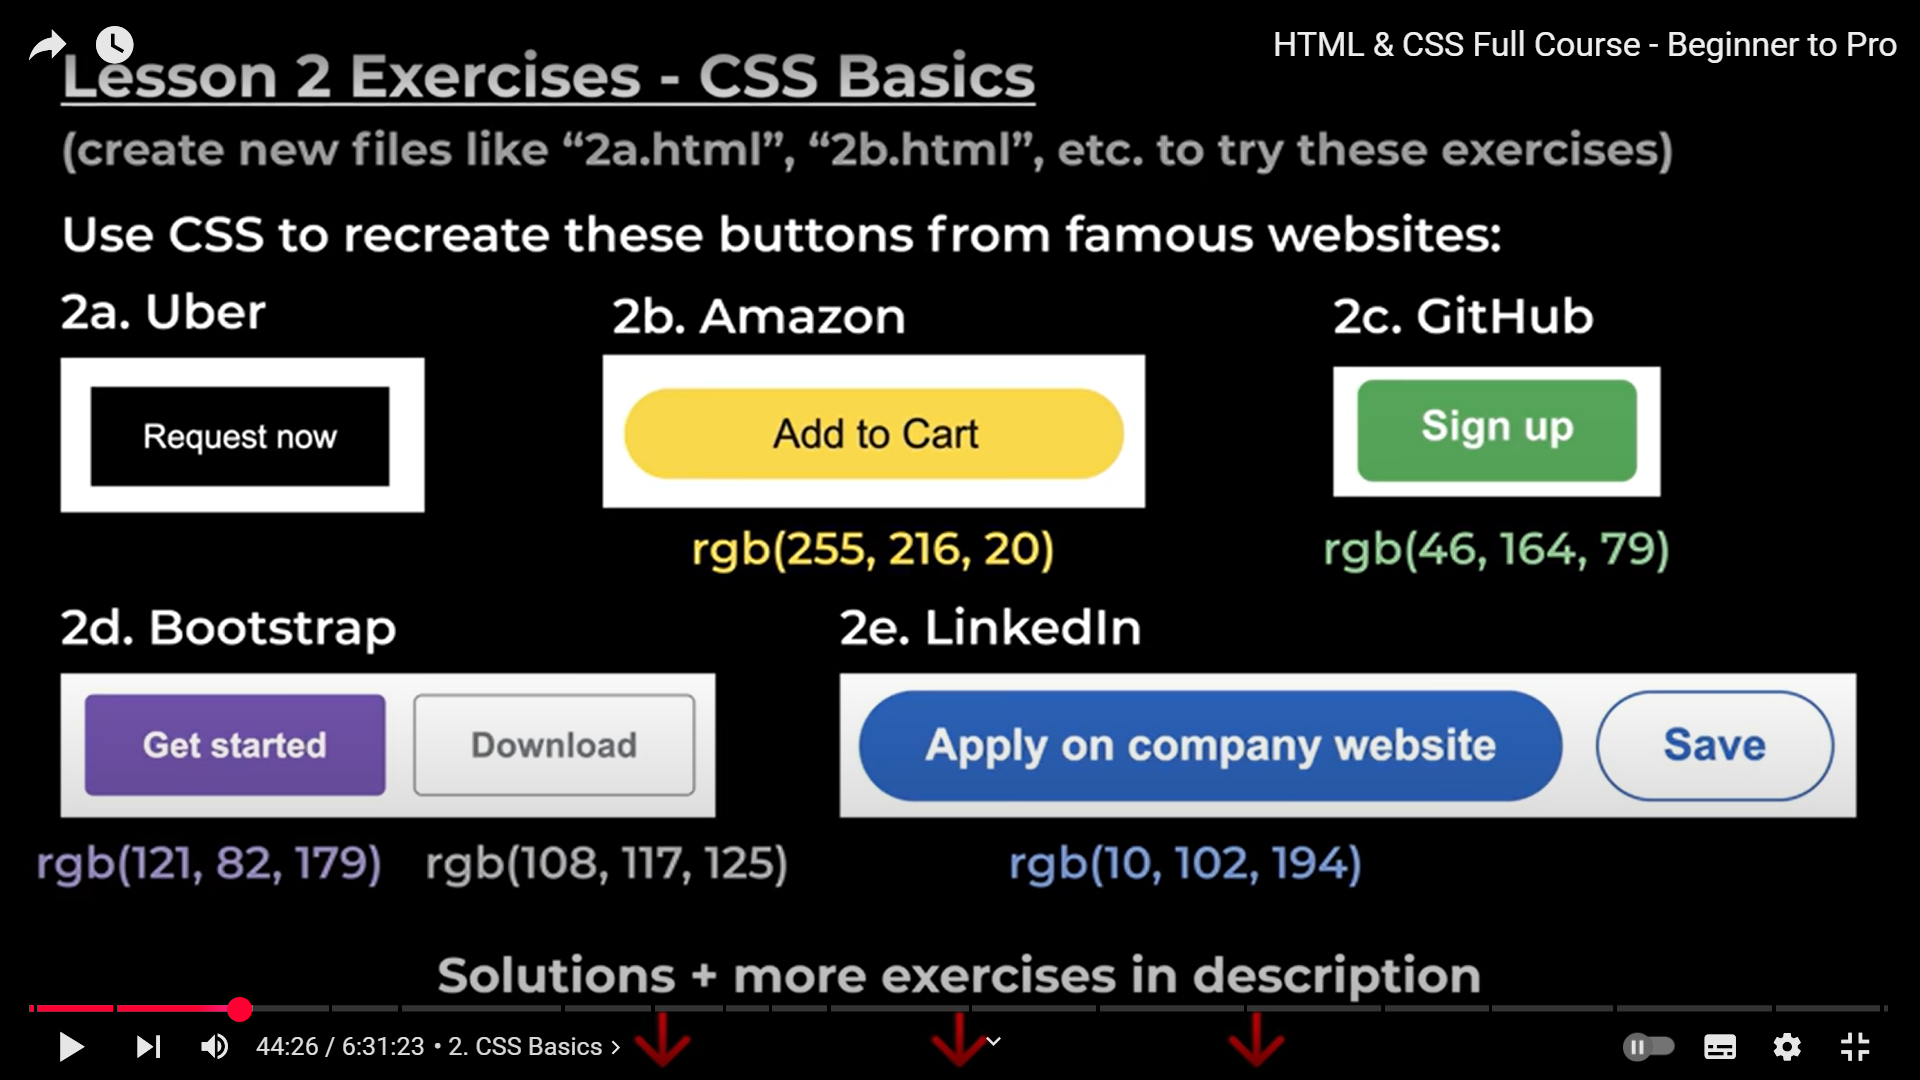 HTML & CSS Full Course - Beginner to Pro
Lesson 2 Exercises - CSS Basics
(create new files like “2a.html”, “2b.html”, etc. to try these exercises)
Use CSS to recreate these buttons from famous websites:
2a. Uber
Request now
2b. Amazon
Add to Cart
rgb(255, 216, 20)
2c. GitHub
Sign up
rgb(46, 164, 79)
2d. Bootstrap
Get started
Download
rgb(121, 82, 179)
rgb(108, 117, 125)
2e. LinkedIn
Apply on company website
Save
rgb(10, 102, 194)
Solutions + more exercises in description
44:26 / 6:31:23 • 2. CSS Basics